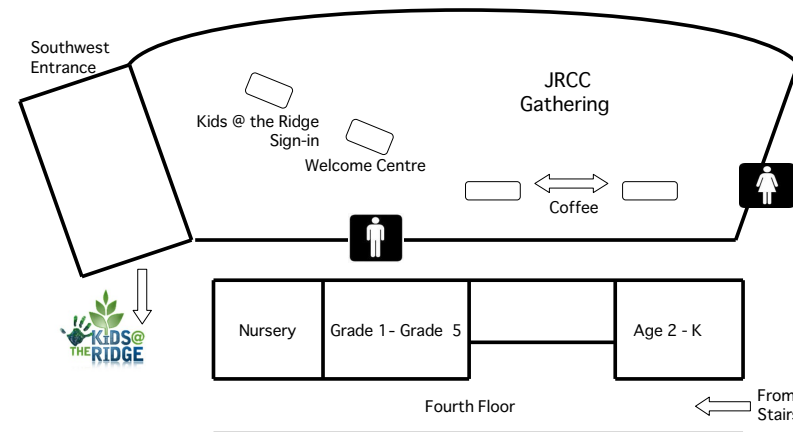 Southwest
Entrance
JRCC
Gathering
Kids @ the Ridge
Sign-in
Welcome Centre
Coffee
KiDS@
THE RIDGE
Nursery
Grade 1- Grade 5
Age 2 - K
Fourth Floor
From
Stairs